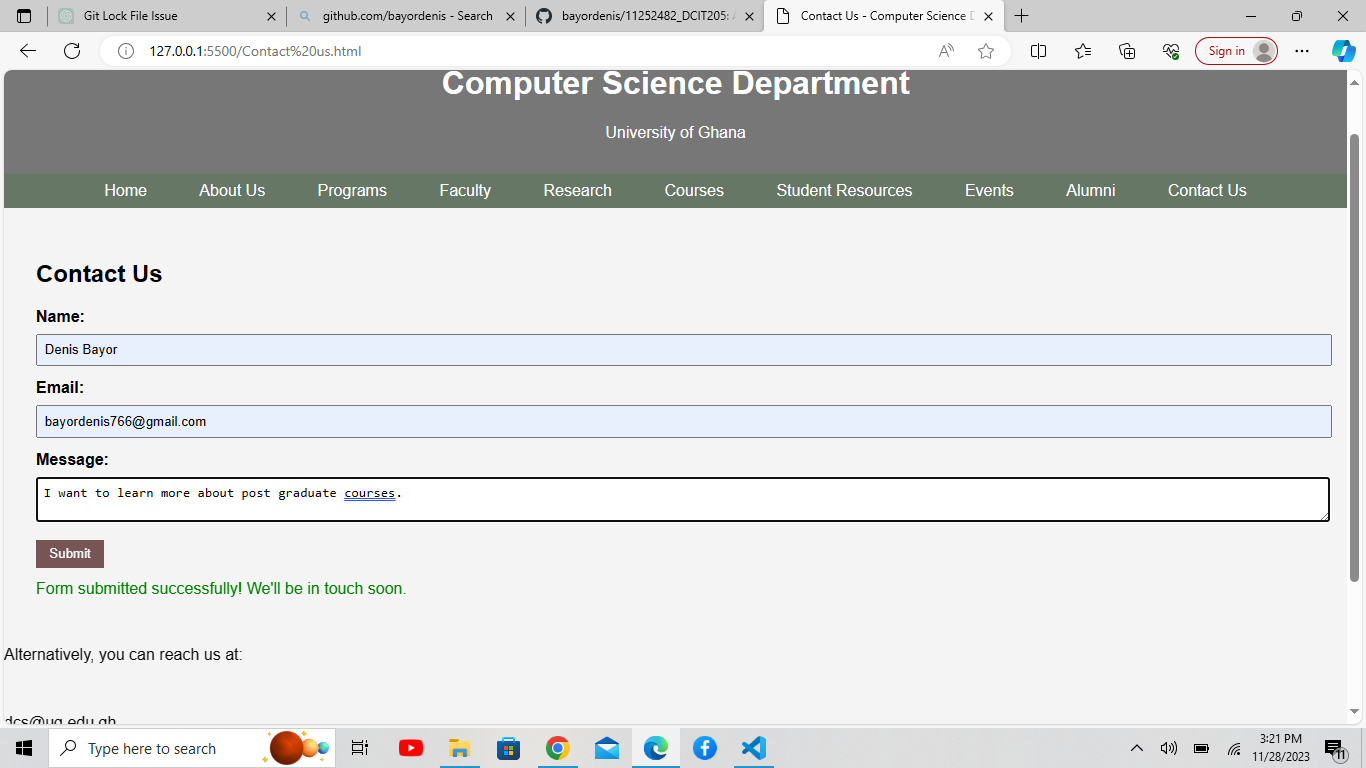 Git Lock File Issue
github.com/bayordenis - Search
bayordenis/11252482_DCIT205: A
Contact Us - Computer Science D
127.0.0.1:5500/Contact%20us.html
Sign in
Computer Science Department
University of Ghana
Home About Us Programs Faculty Research Courses Student Resources Events Alumni Contact Us
Contact Us
Name:
Denis Bayor
Email:
bayordenis766@gmail.com
Message:
I want to learn more about post graduate courses.
Submit
Form submitted successfully! We'll be in touch soon.
Alternatively, you can reach us at:
dcs@ug.edu.gh
Type here to search
3:21 PM
11/28/2023
11